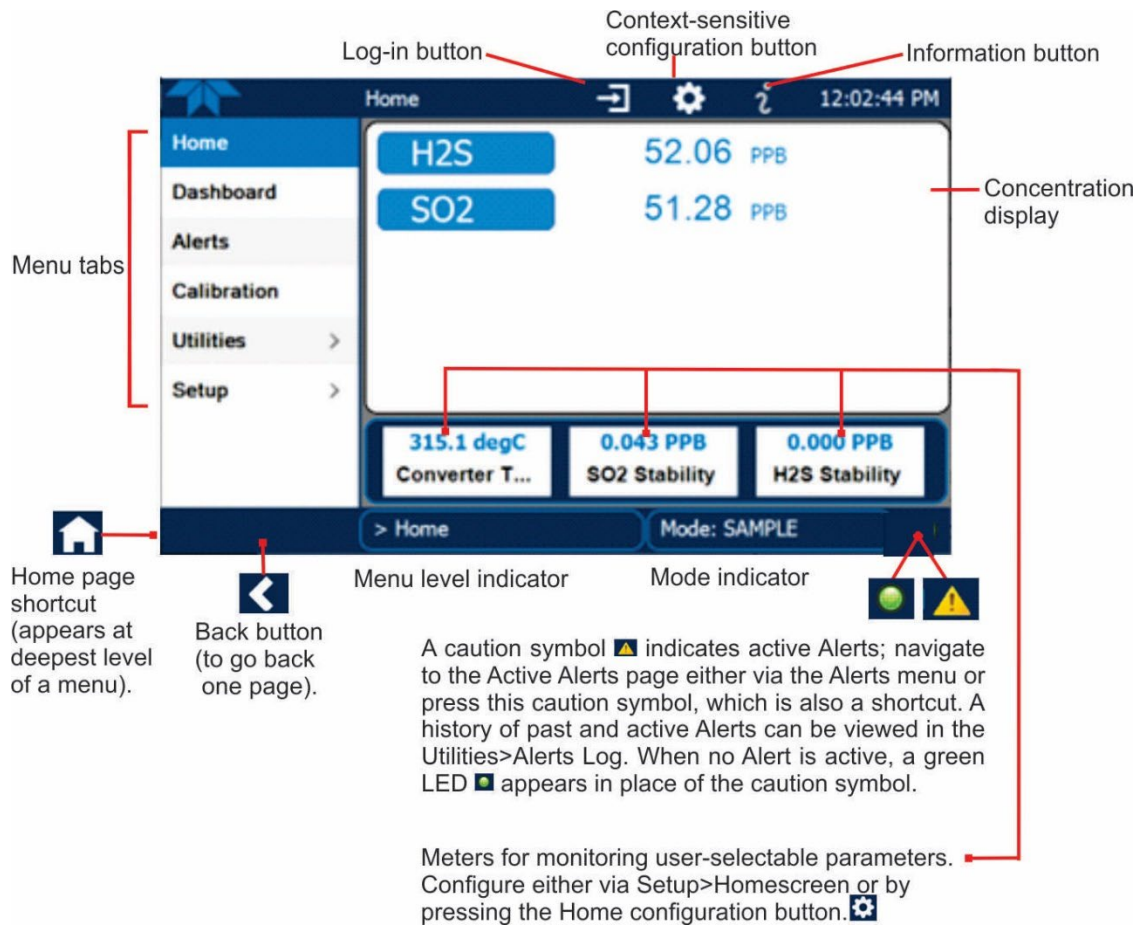 Context-sensitive
configuration button
Log-in button
Information button
Home
12:02:44 PM
Home
Dashboard
Alerts
Calibration
Utilities >
Setup >
Menu tabs
H2S 52.06 PPB
SO2 51.28 PPB
Concentration
display
315.1 degC
Converter T...
0.043 PPB
SO2 Stability
0.000 PPB
H2S Stability
> Home
Mode: SAMPLE
Home page
shortcut
(appears at
deepest level
of a menu).
Back button
(to go back
one page).
Menu level indicator
Mode indicator
A caution symbol indicates active Alerts; navigate
to the Active Alerts page either via the Alerts menu or
press this caution symbol, which is also a shortcut. A
history of past and active Alerts can be viewed in the
Utilities>Alerts Log. When no Alert is active, a green
LED appears in place of the caution symbol.
Meters for monitoring user-selectable parameters.
Configure either via Setup>Homescreen or by
pressing the Home configuration button.